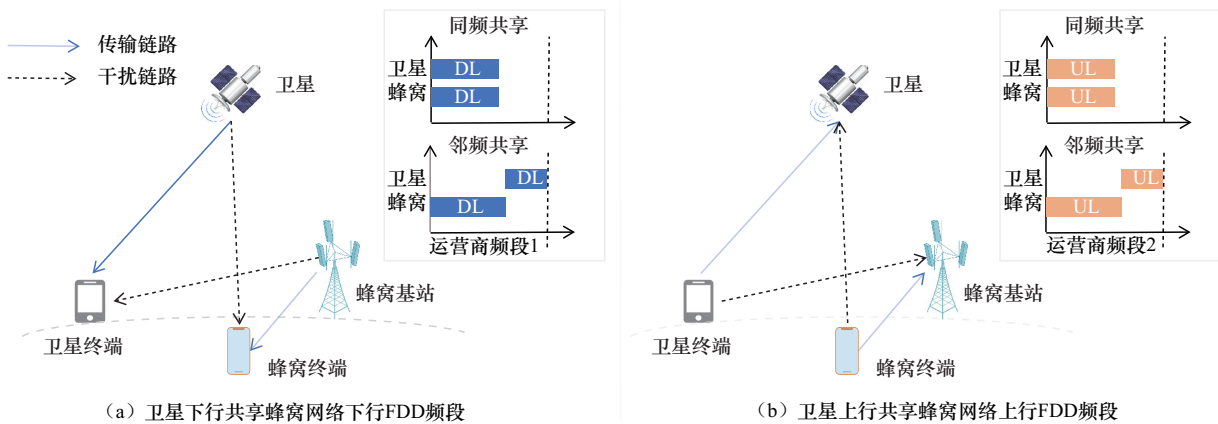 传输链路
干扰链路
卫星
同频共享
卫星
蜂窝
DL
DL
邻频共享
卫星
蜂窝
DL
DL
运营商频段1
蜂窝基站
卫星终端
蜂窝终端
（a）卫星下行共享蜂窝网络下行FDD频段
卫星
同频共享
卫星
蜂窝
UL
UL
邻频共享
卫星
蜂窝
UL
UL
运营商频段2
蜂窝基站
卫星终端
蜂窝终端
（b）卫星上行共享蜂窝网络上行FDD频段